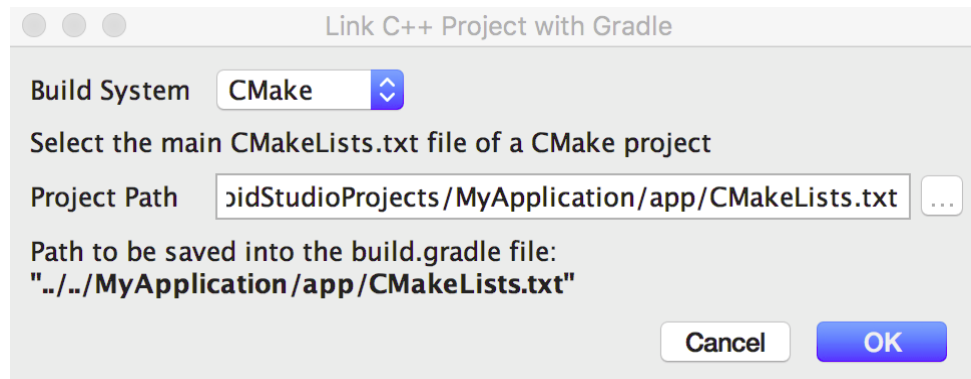 Link C++ Project with Gradle
Build System CMake
Select the main CMakeLists.txt file of a CMake project
Project Path oidStudioProjects/MyApplication/app/CMakeLists.txt ...
Path to be saved into the build.gradle file:
"../../MyApplication/app/CMakeLists.txt"
Cancel OK